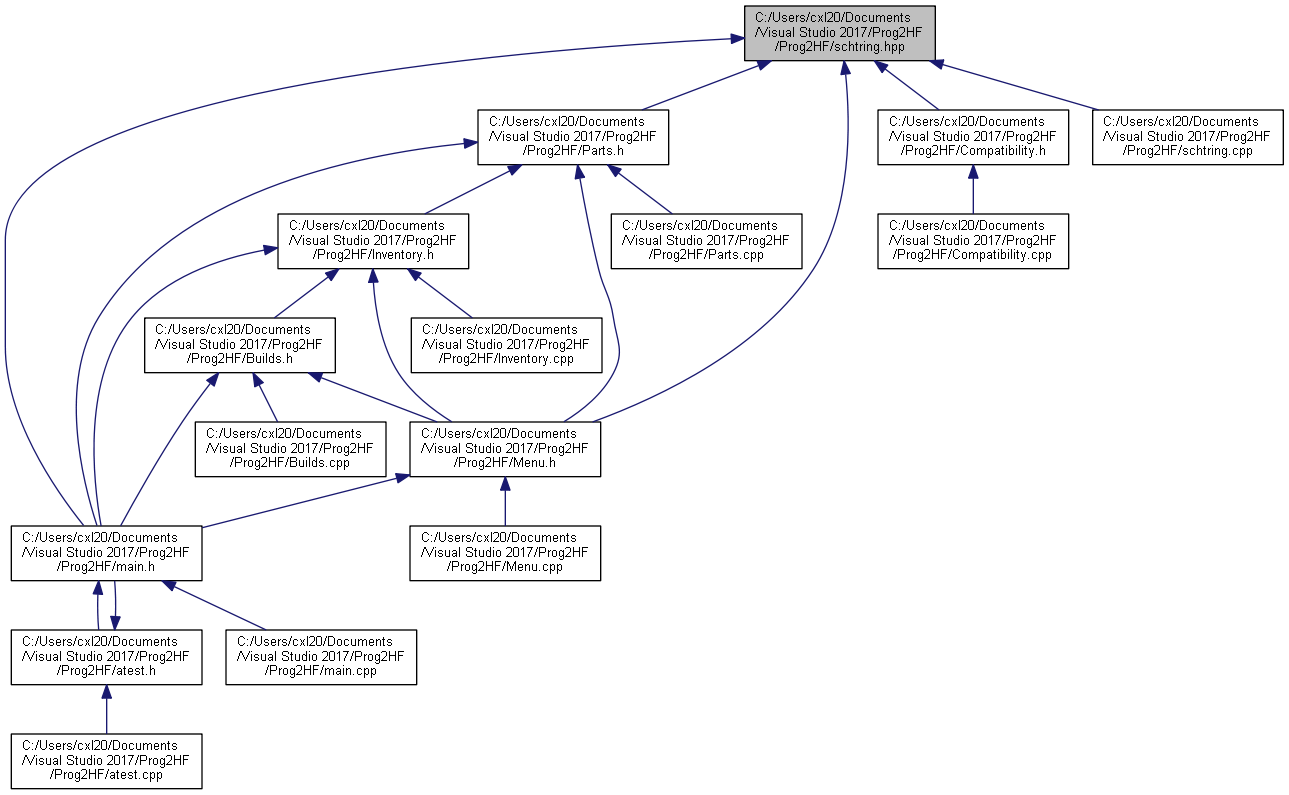 C:/Users/cxl20/Documents
/Visual Studio 2017/Prog2HF
/Prog2HF/schtring.hpp
C:/Users/cxl20/Documents
/Visual Studio 2017/Prog2HF
/Prog2HF/Parts.h
C:/Users/cxl20/Documents
/Visual Studio 2017/Prog2HF
/Prog2HF/Compatibility.h
C:/Users/cxl20/Documents
/Visual Studio 2017/Prog2HF
/Prog2HF/schtring.cpp
C:/Users/cxl20/Documents
/Visual Studio 2017/Prog2HF
/Prog2HF/Inventory.h
C:/Users/cxl20/Documents
/Visual Studio 2017/Prog2HF
/Prog2HF/Parts.cpp
C:/Users/cxl20/Documents
/Visual Studio 2017/Prog2HF
/Prog2HF/Compatibility.cpp
C:/Users/cxl20/Documents
/Visual Studio 2017/Prog2HF
/Prog2HF/Builds.h
C:/Users/cxl20/Documents
/Visual Studio 2017/Prog2HF
/Prog2HF/Inventory.cpp
C:/Users/cxl20/Documents
/Visual Studio 2017/Prog2HF
/Prog2HF/Builds.cpp
C:/Users/cxl20/Documents
/Visual Studio 2017/Prog2HF
/Prog2HF/Menu.h
C:/Users/cxl20/Documents
/Visual Studio 2017/Prog2HF
/Prog2HF/main.h
C:/Users/cxl20/Documents
/Visual Studio 2017/Prog2HF
/Prog2HF/Menu.cpp
C:/Users/cxl20/Documents
/Visual Studio 2017/Prog2HF
/Prog2HF/atest.h
C:/Users/cxl20/Documents
/Visual Studio 2017/Prog2HF
/Prog2HF/main.cpp
C:/Users/cxl20/Documents
/Visual Studio 2017/Prog2HF
/Prog2HF/atest.cpp